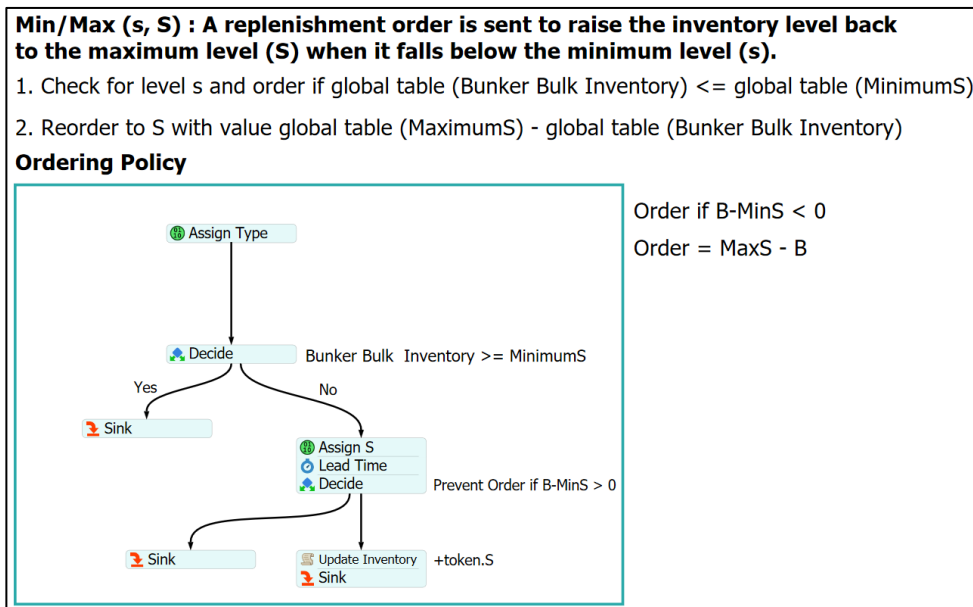 Min/Max (s, S) : A replenishment order is sent to raise the inventory level back
to the maximum level (S) when it falls below the minimum level (s).
1. Check for level s and order if global table (Bunker Bulk Inventory) <= global table (MinimumS)
2. Reorder to S with value global table (MaximumS) - global table (Bunker Bulk Inventory)
Ordering Policy
Order if B-MinS < 0
Order = MaxS - B
Assign Type
Decide
Bunker Bulk  Inventory >= MinimumS
Yes
No
Sink
Assign S
Lead Time
Decide
Prevent Order if B-MinS > 0
Sink
Update Inventory
+token.S
Sink